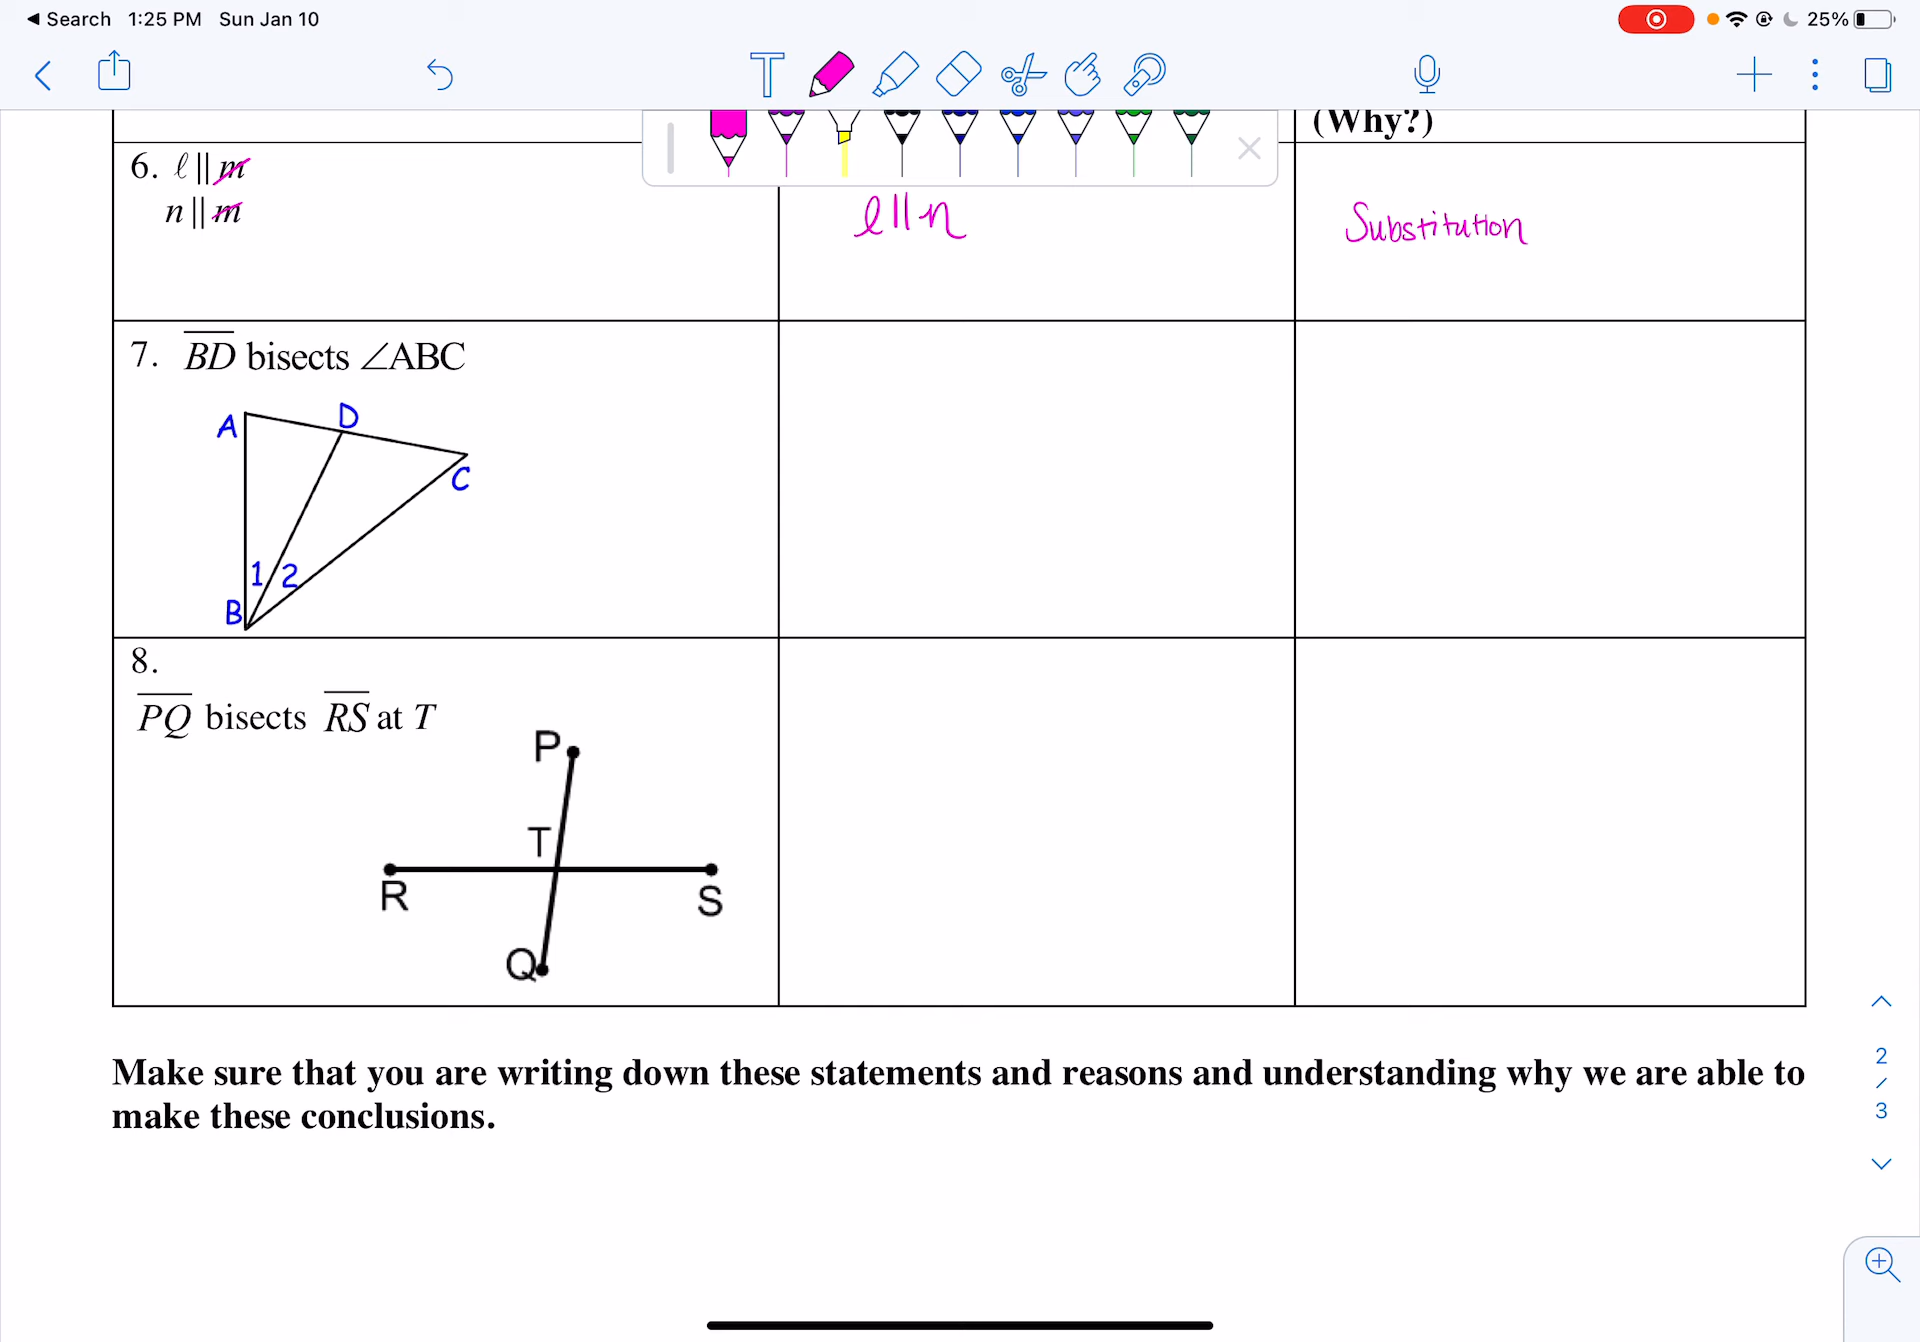 Search 1:25 PM Sun Jan 10 25%
(Why?)
6. ℓ || m
n || m
ℓ || n
Substitution
7. BD bisects ∠ABC
A
D
C
1
2
B
8.
PQ bisects RS at T
P
T
R
S
Q
Make sure that you are writing down these statements and reasons and understanding why we are able to
make these conclusions.
2
/
3